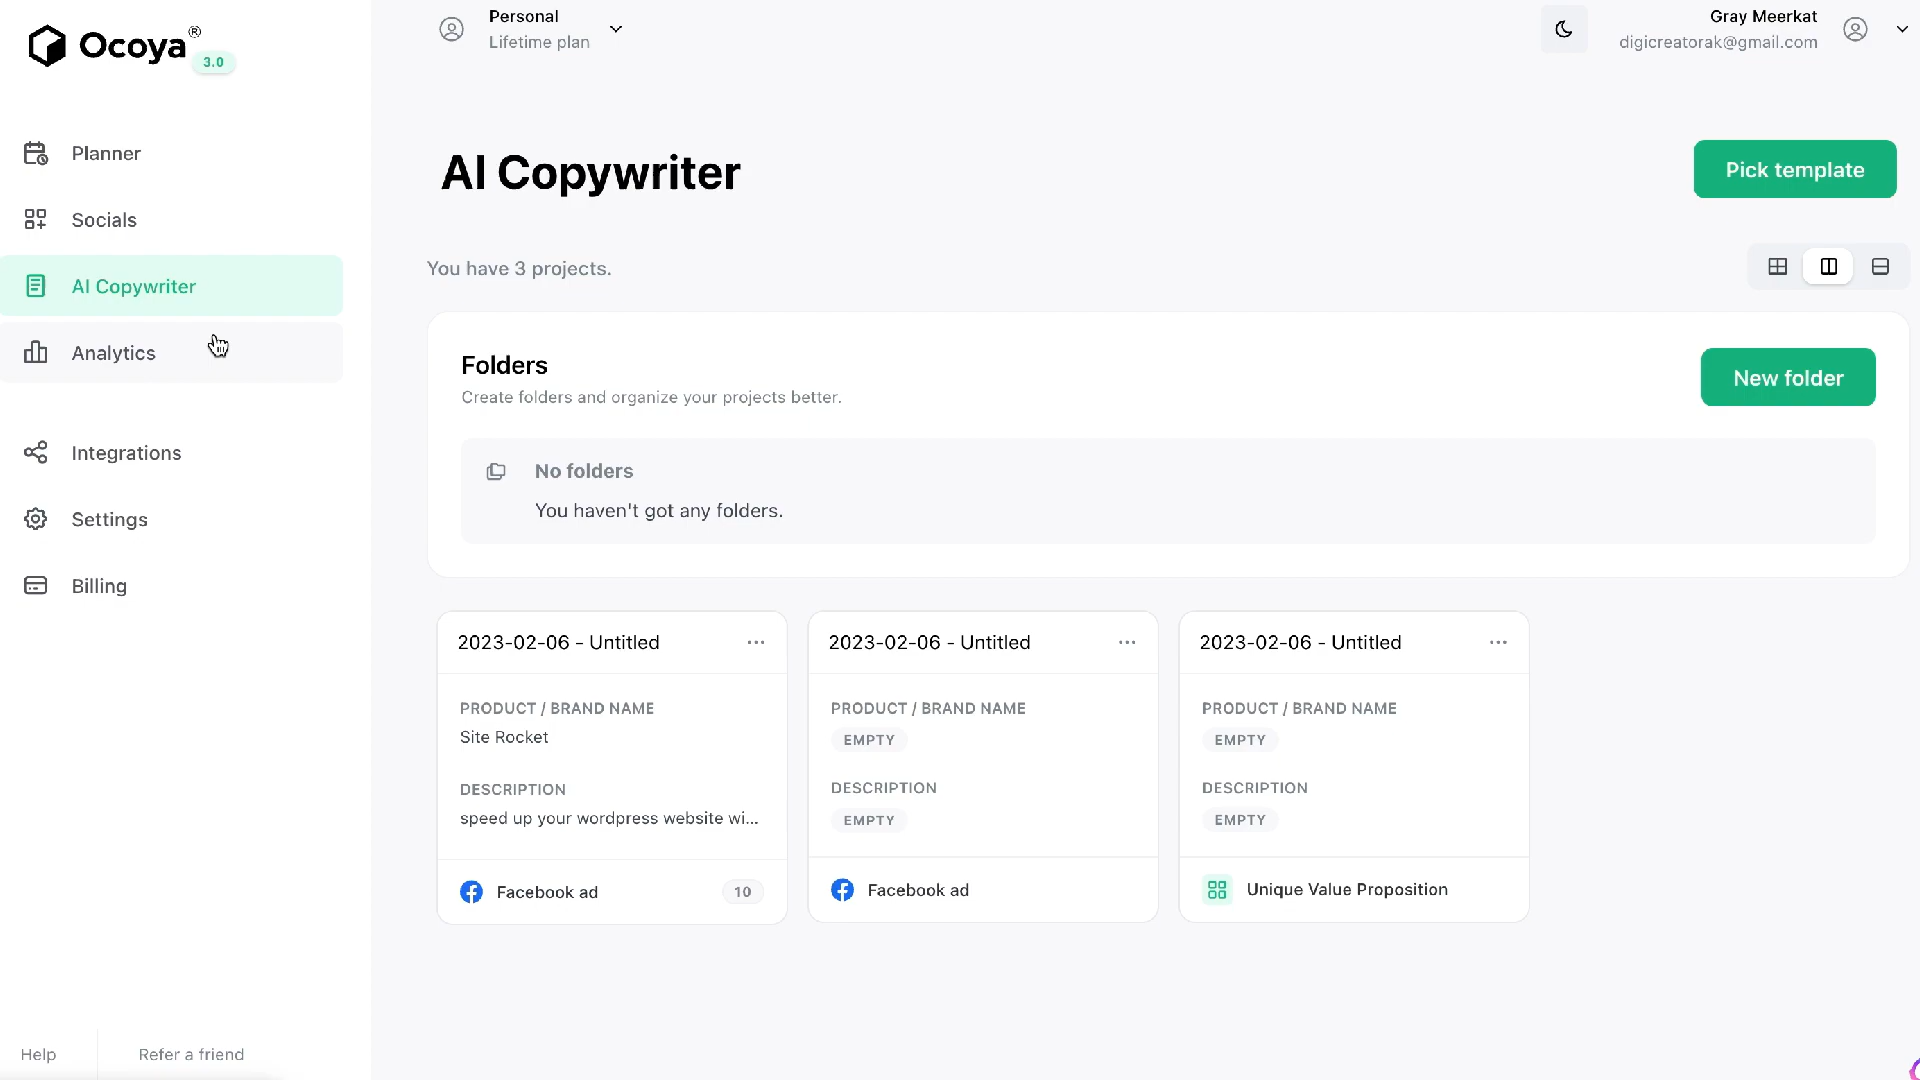 Ocoya®
3.0
Personal
Lifetime plan
Gray Meerkat
digicreatorak@gmail.com
Planner
Socials
AI Copywriter
Analytics
Integrations
Settings
Billing
Help
Refer a friend
AI Copywriter
Pick template
You have 3 projects.
Folders
Create folders and organize your projects better.
New folder
No folders
You haven't got any folders.
2023-02-06 - Untitled
PRODUCT / BRAND NAME
Site Rocket
DESCRIPTION
speed up your wordpress website wi...
Facebook ad
10
2023-02-06 - Untitled
PRODUCT / BRAND NAME
EMPTY
DESCRIPTION
EMPTY
Facebook ad
2023-02-06 - Untitled
PRODUCT / BRAND NAME
EMPTY
DESCRIPTION
EMPTY
Unique Value Proposition